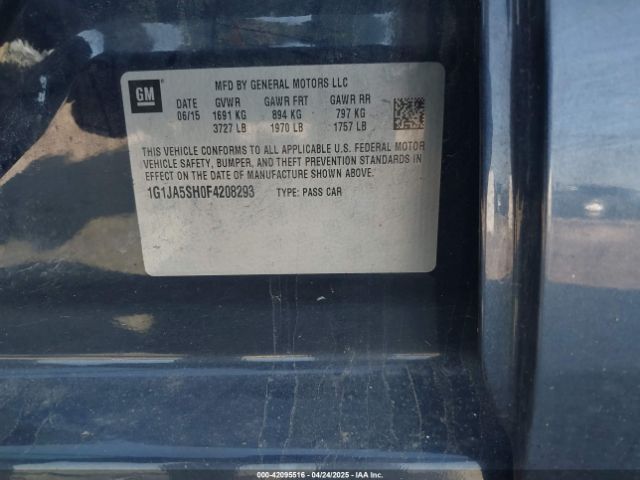 GM
MFD BY GENERAL MOTORS LLC
DATE GVWR GAWR FRT GAWR RR
06/15 1691 KG 894 KG 797 KG
3727 LB 1970 LB 1757 LB
THIS VEHICLE CONFORMS TO ALL APPLICABLE U.S. FEDERAL MOTOR
VEHICLE SAFETY, BUMPER, AND THEFT PREVENTION STANDARDS IN
EFFECT ON THE DATE OF MANUFACTURE SHOWN ABOVE.
1G1JA5SH0F4208293 TYPE: PASS CAR
000-42095516 - 04/24/2025 - IAA Inc.